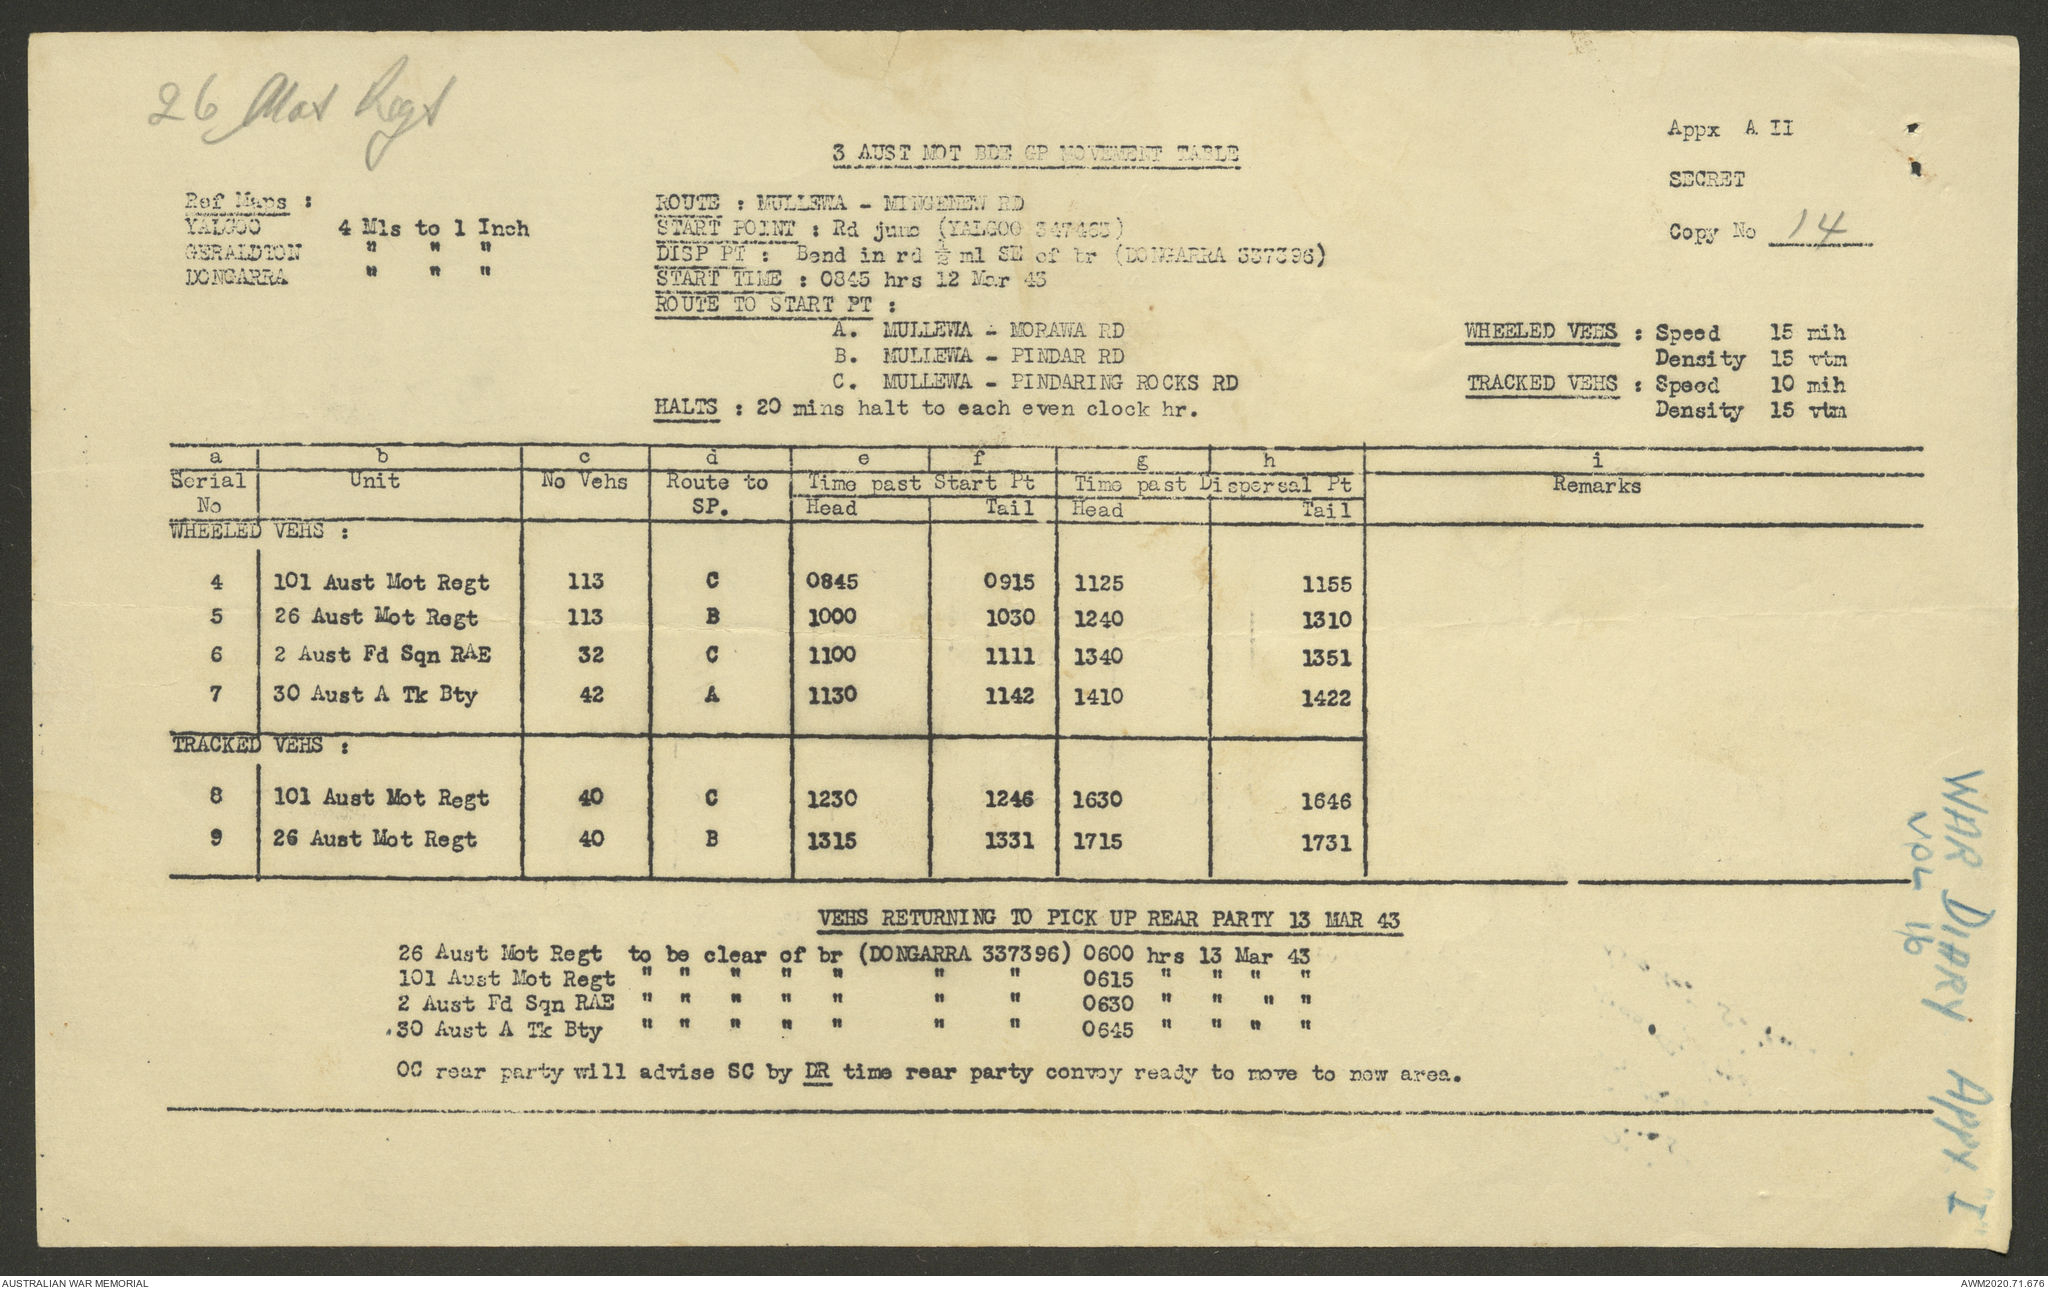 26 Mot Regt
Appx A II
3 AUST MOT BDE GP MOVEMENT TABLE
SECRET
Copy No 14
Ref Maps :
YALGOO 4 Mls to 1 Inch
GERALDTON " " "
DONGARRA " " "
ROUTE : MULLEWA - MINGENEW RD
START POINT : Rd junc (YALGOO 347463)
DISP PT : Bend in rd ½ ml SE of br (DONGARRA 337396)
START TIME : 0845 hrs 12 Mar 43
ROUTE TO START PT :
A. MULLEWA - MORAWA RD
B. MULLEWA - PINDAR RD
C. MULLEWA - PINDARING ROCKS RD
HALTS : 20 mins halt to each even clock hr.
WHEELED VEHS : Speed 15 mih
Density 15 vtm
TRACKED VEHS : Speed 10 mih
Density 15 vtm
a b c d e f g h i
Serial Unit No Vehs Route to Time past Start Pt Time past Dispersal Pt Remarks
No SP. Head Tail Head Tail
WHEELED VEHS :
4 101 Aust Mot Regt 113 C 0845 0915 1125 1155
5 26 Aust Mot Regt 113 B 1000 1030 1240 1310
6 2 Aust Fd Sqn RAE 32 C 1100 1111 1340 1351
7 30 Aust A Tk Bty 42 A 1130 1142 1410 1422
TRACKED VEHS :
8 101 Aust Mot Regt 40 C 1230 1246 1630 1646
9 26 Aust Mot Regt 40 B 1315 1331 1715 1731
VEHS RETURNING TO PICK UP REAR PARTY 13 MAR 43
26 Aust Mot Regt to be clear of br (DONGARRA 337396) 0600 hrs 13 Mar 43
101 Aust Mot Regt " " " " " " " 0615 " " " "
2 Aust Fd Sqn RAE " " " " " " " 0630 " " " "
30 Aust A Tk Bty " " " " " " " 0645 " " " "
OC rear party will advise SC by DR time rear party convoy ready to move to new area.
WAR DIARY Appx "I"
VOL 16
AUSTRALIAN WAR MEMORIAL
AWM2020.71.676